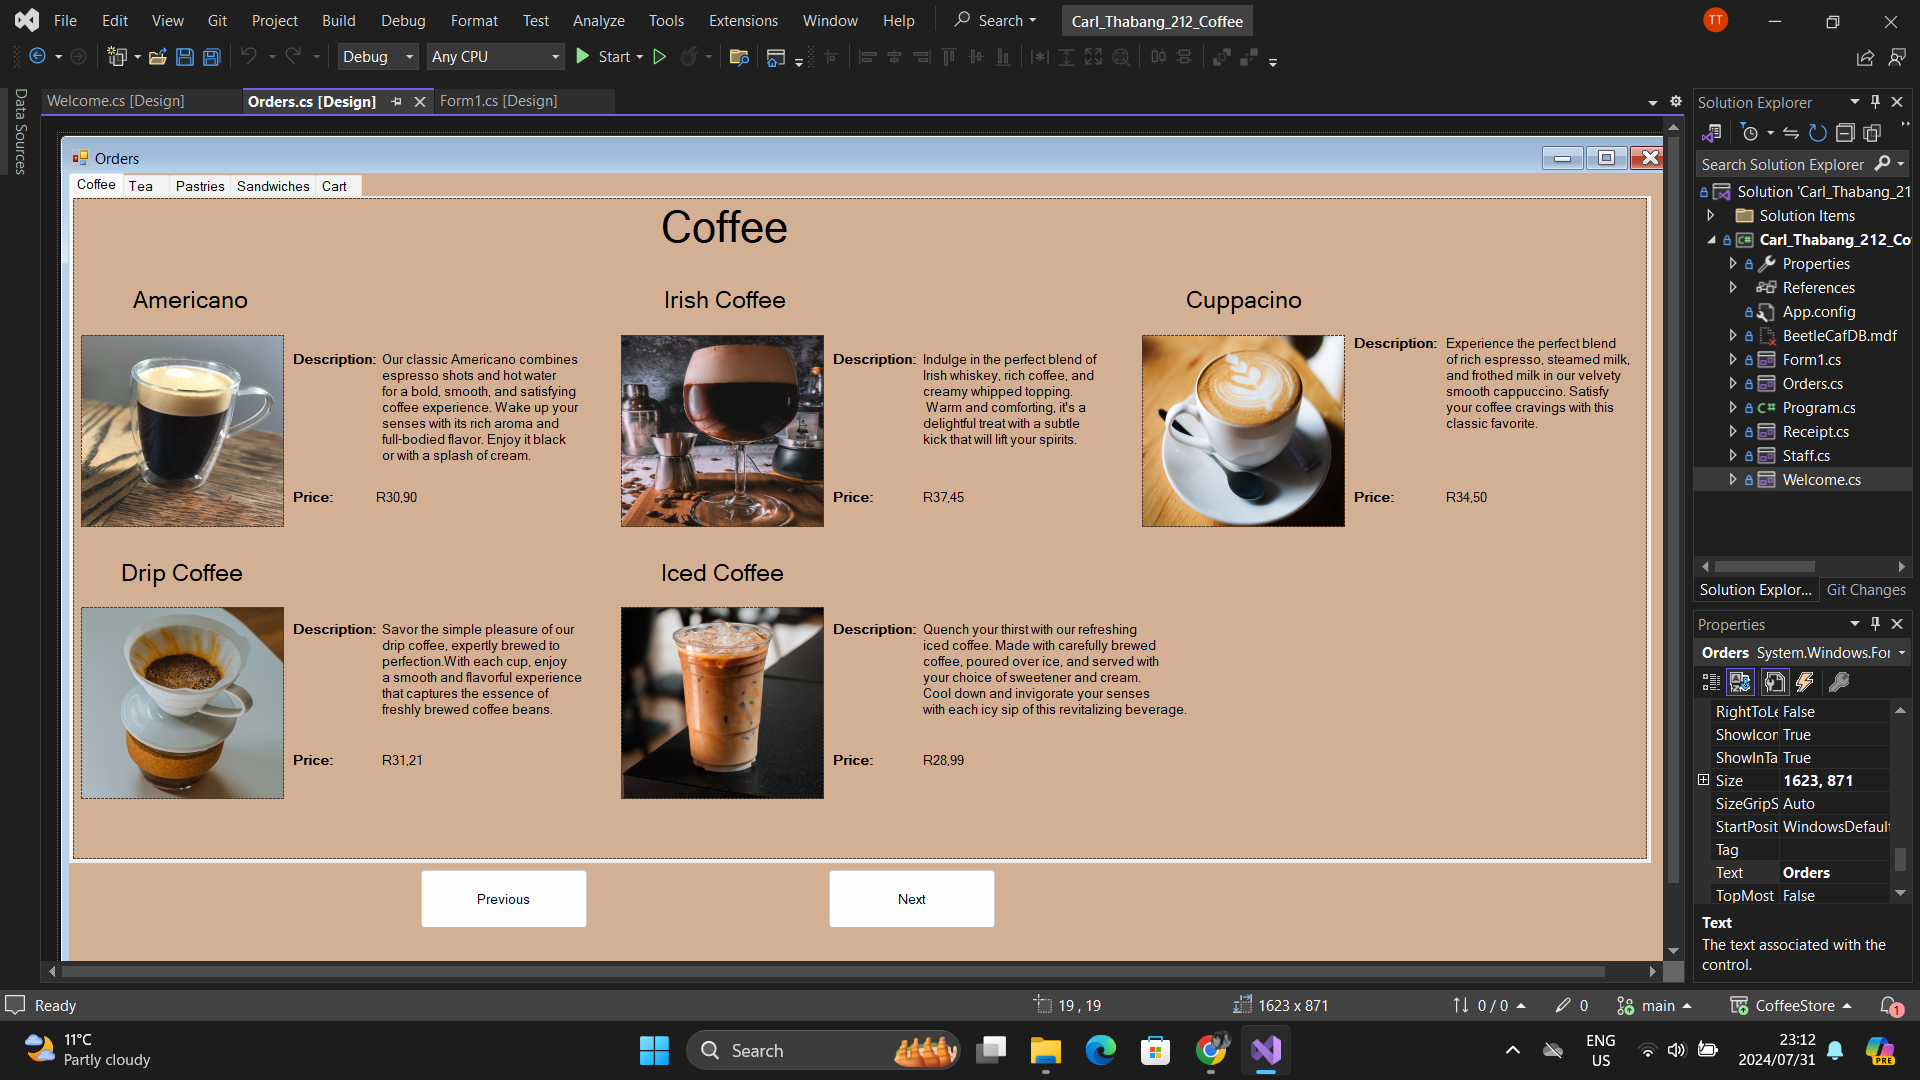 File Edit View Git Project Build Debug Format Test Analyze Tools Extensions Window Help Search Carl_Thabang_212_Coffee TT
Debug Any CPU Start
Data Sources
Welcome.cs [Design] Orders.cs [Design] Form1.cs [Design]
Orders
Coffee Tea Pastries Sandwiches Cart
Coffee
Americano
Description: Our classic Americano combines
espresso shots and hot water
for a bold, smooth, and satisfying
coffee experience. Wake up your
senses with its rich aroma and
full-bodied flavor. Enjoy it black
or with a splash of cream.
Price: R30,90
Irish Coffee
Description: Indulge in the perfect blend of
Irish whiskey, rich coffee, and
creamy whipped topping.
Warm and comforting, it's a
delightful treat with a subtle
kick that will lift your spirits.
Price: R37,45
Cuppacino
Description: Experience the perfect blend
of rich espresso, steamed milk,
and frothed milk in our velvety
smooth cappuccino. Satisfy
your coffee cravings with this
classic favorite.
Price: R34,50
Drip Coffee
Description: Savor the simple pleasure of our
drip coffee, expertly brewed to
perfection.With each cup, enjoy
a smooth and flavorful experience
that captures the essence of
freshly brewed coffee beans.
Price: R31,21
Iced Coffee
Description: Quench your thirst with our refreshing
iced coffee. Made with carefully brewed
coffee, poured over ice, and served with
your choice of sweetener and cream.
Cool down and invigorate your senses
with each icy sip of this revitalizing beverage.
Price: R28,99
Previous Next
Solution Explorer
Search Solution Explorer
Solution 'Carl_Thabang_21
Solution Items
Carl_Thabang_212_Co
Properties
References
App.config
BeetleCafDB.mdf
Form1.cs
Orders.cs
Program.cs
Receipt.cs
Staff.cs
Welcome.cs
Solution Explor... Git Changes
Properties
Orders System.Windows.For
RightToLe False
ShowIcon True
ShowInTa True
Size 1623, 871
SizeGripS Auto
StartPosit WindowsDefault
Tag
Text Orders
TopMost False
Text
The text associated with the
control.
Ready 19 , 19 1623 x 871 0 / 0 0 main CoffeeStore 1
11°C
Partly cloudy
Search
ENG
US
23:12
2024/07/31
PRE